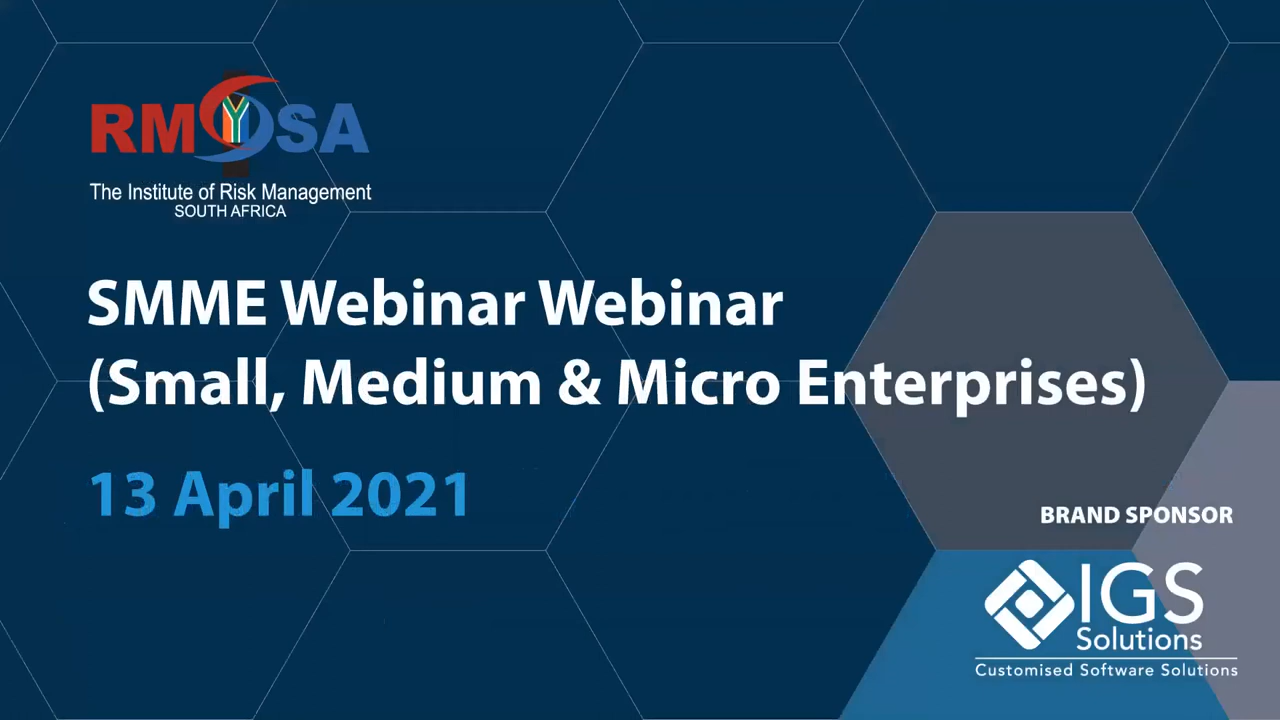 RMSA
The Institute of Risk Management
SOUTH AFRICA
SMME Webinar Webinar
(Small, Medium & Micro Enterprises)
13 April 2021
BRAND SPONSOR
IGS
Solutions
Customised Software Solutions